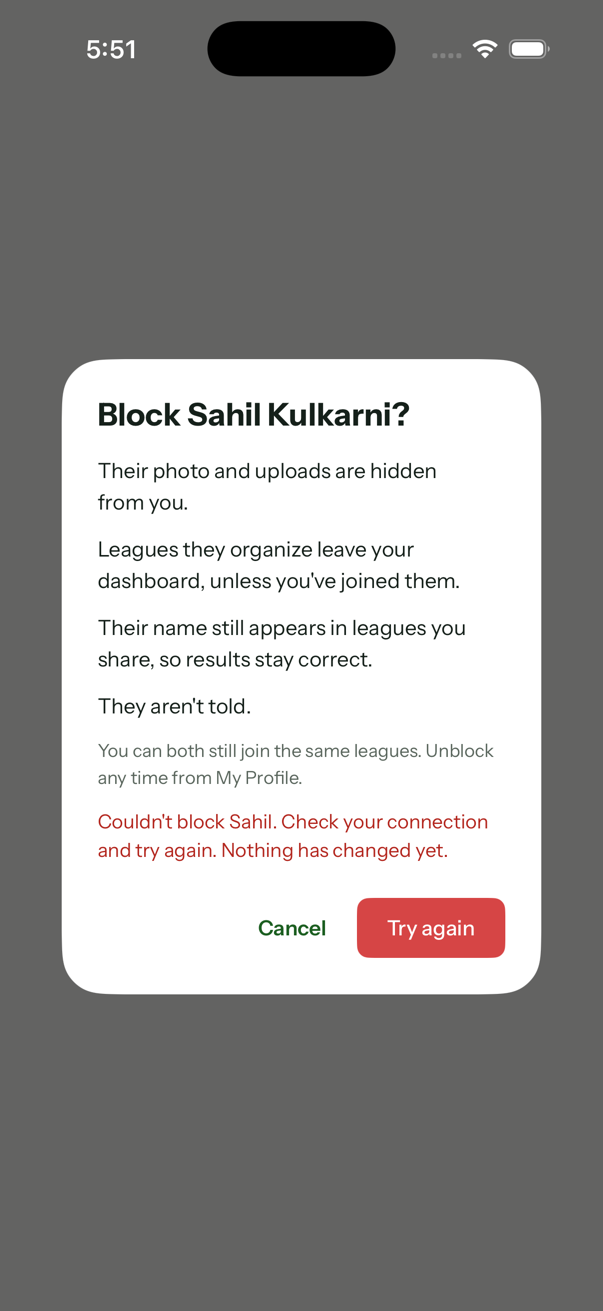 5:51
Block Sahil Kulkarni?
Their photo and uploads are hidden
from you.
Leagues they organize leave your
dashboard, unless you've joined them.
Their name still appears in leagues you
share, so results stay correct.
They aren't told.
You can both still join the same leagues. Unblock
any time from My Profile.
Couldn't block Sahil. Check your connection
and try again. Nothing has changed yet.
Cancel
Try again